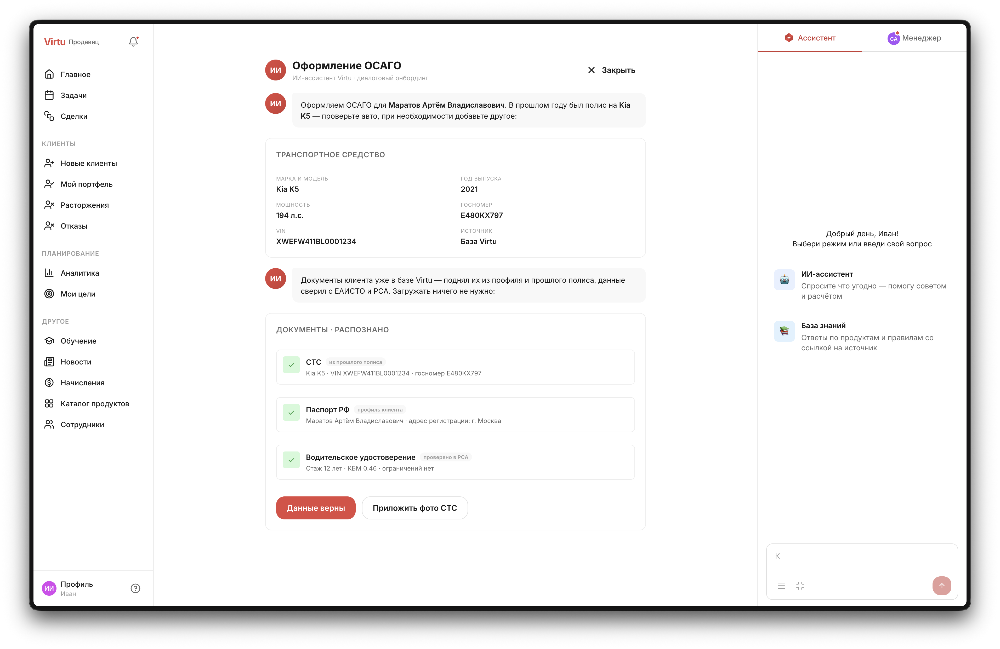 Virtu Продавец
Главное
Задачи
Сделки
КЛИЕНТЫ
Новые клиенты
Мой портфель
Расторжения
Отказы
ПЛАНИРОВАНИЕ
Аналитика
Мои цели
ДРУГОЕ
Обучение
Новости
Начисления
Каталог продуктов
Сотрудники
ИИ
Профиль
Иван
ИИ
Оформление ОСАГО
ИИ-ассистент Virtu · диалоговый онбординг
Закрыть
ИИ
Оформляем ОСАГО для Маратов Артём Владиславович. В прошлом году был полис на Kia
K5 — проверьте авто, при необходимости добавьте другое:
ТРАНСПОРТНОЕ СРЕДСТВО
МАРКА И МОДЕЛЬ
Kia K5
ГОД ВЫПУСКА
2021
МОЩНОСТЬ
194 л.с.
ГОСНОМЕР
Е480КХ797
VIN
XWEFW411BL0001234
ИСТОЧНИК
База Virtu
ИИ
Документы клиента уже в базе Virtu — поднял их из профиля и прошлого полиса, данные
сверил с ЕАИСТО и РСА. Загружать ничего не нужно:
ДОКУМЕНТЫ · РАСПОЗНАНО
СТС из прошлого полиса
Kia K5 · VIN XWEFW411BL0001234 · госномер Е480КХ797
Паспорт РФ профиль клиента
Маратов Артём Владиславович · адрес регистрации: г. Москва
Водительское удостоверение проверено в РСА
Стаж 12 лет · КБМ 0.46 · ограничений нет
Данные верны
Приложить фото СТС
Ассистент
СА Менеджер
Добрый день, Иван!
Выбери режим или введи свой вопрос
ИИ-ассистент
Спросите что угодно — помогу советом
и расчётом
База знаний
Ответы по продуктам и правилам со
ссылкой на источник
К